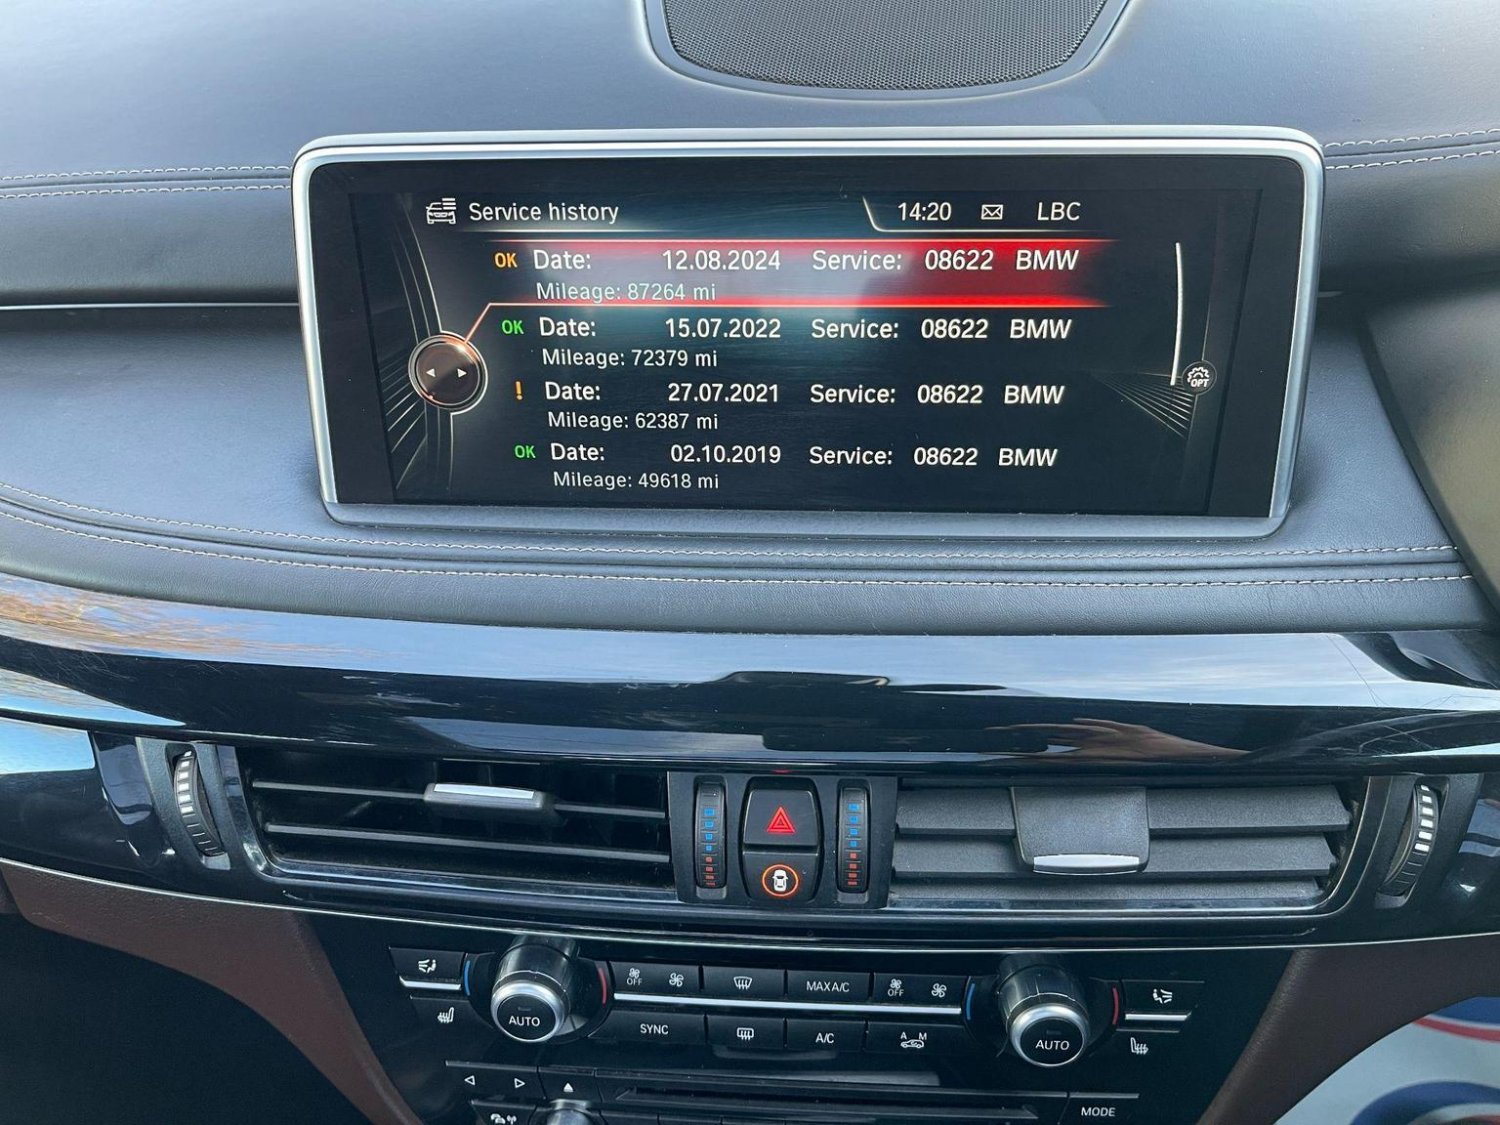 Service history 14:20 LBC
OK Date: 12.08.2024 Service: 08622 BMW
Mileage: 87264 mi
OK Date: 15.07.2022 Service: 08622 BMW
Mileage: 72379 mi
! Date: 27.07.2021 Service: 08622 BMW
Mileage: 62387 mi
OPT
OK Date: 02.10.2019 Service: 08622 BMW
Mileage: 49618 mi
OFF MAX A/C OFF
AUTO SYNC A/C A M AUTO
MODE